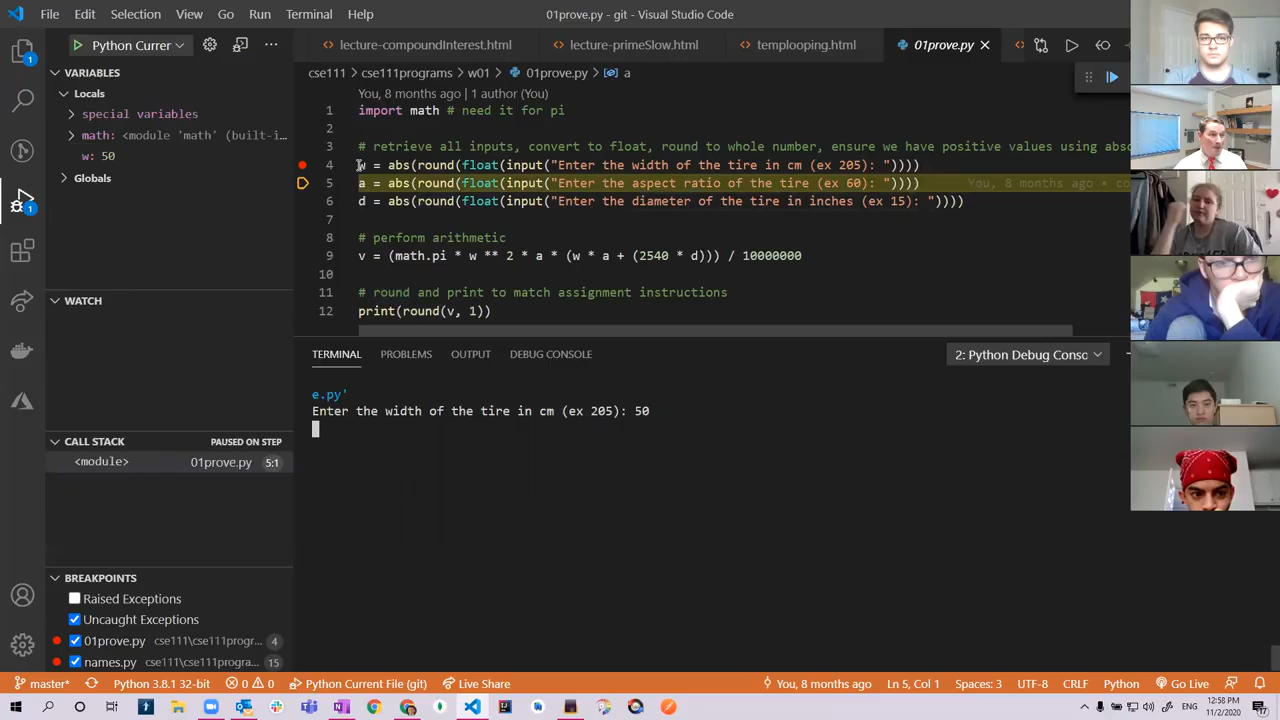 File Edit Selection View Go Run Terminal Help 01prove.py - git - Visual Studio Code
Python Currer
lecture-compoundInterest.html lecture-primeSlow.html templooping.html 01prove.py
VARIABLES
Locals
special variables
math: <module 'math' (built-i...
w: 50
Globals
cse111 > cse111programs > w01 > 01prove.py > a
You, 8 months ago | 1 author (You)
1 import math # need it for pi
2
3 # retrieve all inputs, convert to float, round to whole number, ensure we have positive values using abso
4 w = abs(round(float(input("Enter the width of the tire in cm (ex 205): "))))
5 a = abs(round(float(input("Enter the aspect ratio of the tire (ex 60): ")))) You, 8 months ago • co
6 d = abs(round(float(input("Enter the diameter of the tire in inches (ex 15): "))))
7
8 # perform arithmetic
9 v = (math.pi * w ** 2 * a * (w * a + (2540 * d))) / 10000000
10
11 # round and print to match assignment instructions
12 print(round(v, 1))
WATCH
TERMINAL PROBLEMS OUTPUT DEBUG CONSOLE 2: Python Debug Consc
e.py'
Enter the width of the tire in cm (ex 205): 50
CALL STACK PAUSED ON STEP
<module> 01prove.py 5:1
BREAKPOINTS
Raised Exceptions
Uncaught Exceptions
01prove.py cse111\cse111progr... 4
names.py cse111\cse111progra... 15
1
1
master* Python 3.8.1 32-bit 0 0 Python Current File (git) Live Share You, 8 months ago Ln 5, Col 1 Spaces: 3 UTF-8 CRLF Python Go Live
ENG 12:58 PM
11/2/2020
17